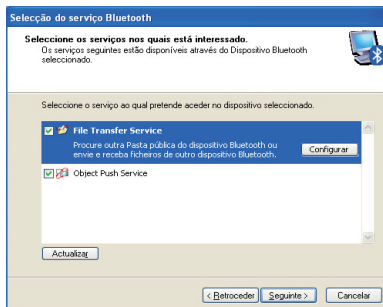 Selecção do serviço Bluetooth
Seleccione os serviços nos quais está interessado.
Os serviços seguintes estão disponíveis através do Dispositivo Bluetooth
seleccionado.
Seleccione o serviço ao qual pretende aceder no dispositivo seleccionado.
File Transfer Service
Procure outra Pasta pública do dispositivo Bluetooth ou
envie e receba ficheiros de outro dispositivo Bluetooth.
Configurar
Object Push Service
Actualizar
< Retroceder
Seguinte >
Cancelar